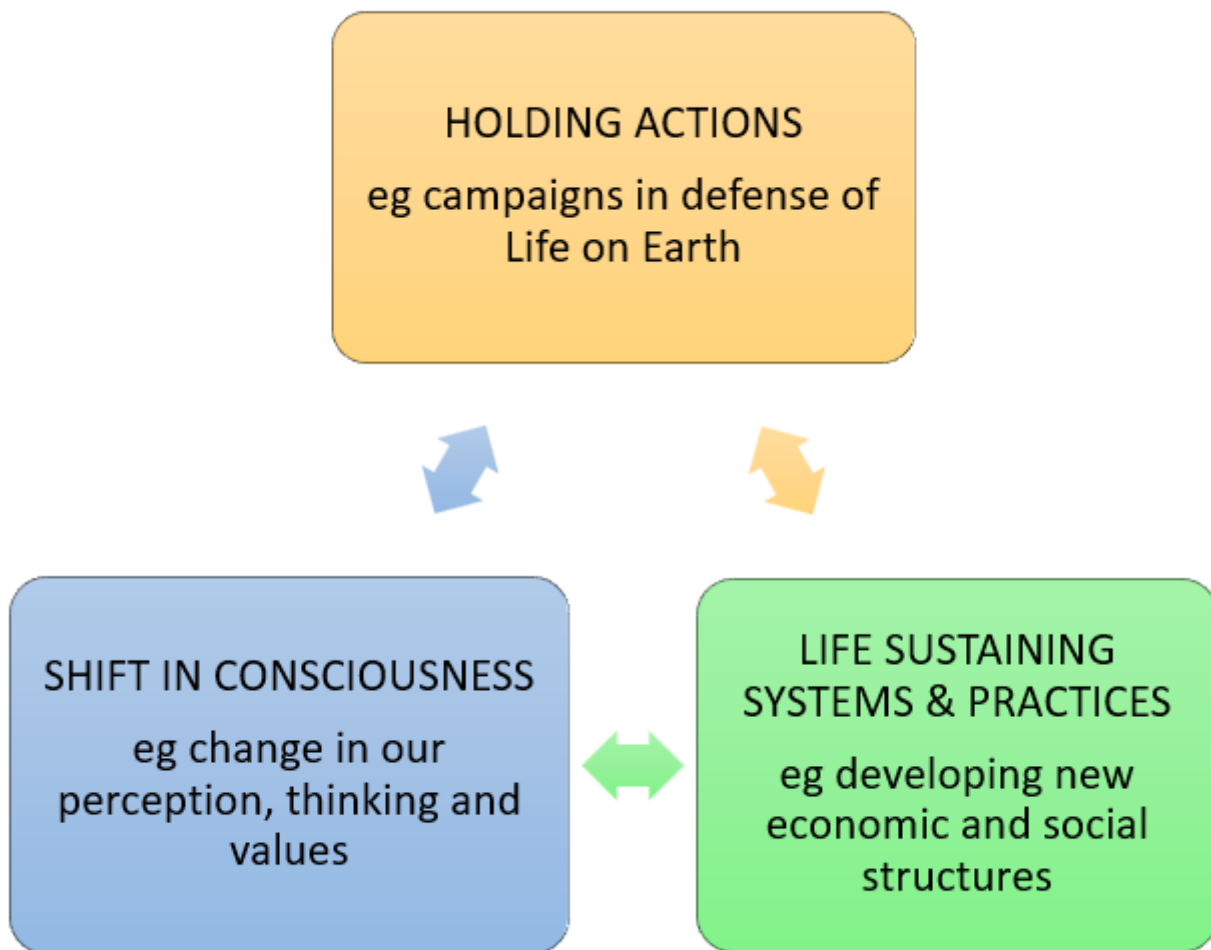 HOLDING ACTIONS
eg campaigns in defense of
Life on Earth
SHIFT IN CONSCIOUSNESS
eg change in our
perception, thinking and
values
LIFE SUSTAINING
SYSTEMS & PRACTICES
eg developing new
economic and social
structures